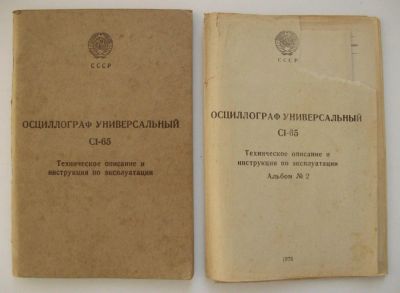 СССР
ОСЦИЛЛОГРАФ УНИВЕРСАЛЬНЫЙ
С1-65
Техническое описание и
инструкция по эксплуатации
СССР
ОСЦИЛЛОГРАФ УНИВЕРСАЛЬНЫЙ
С1-65
Техническое описание и
инструкция по эксплуатации
Альбом № 2